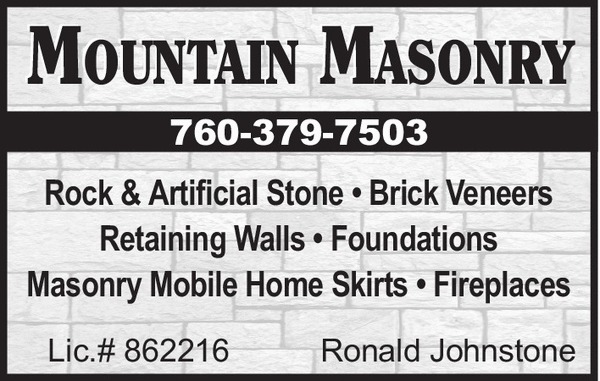 MOUNTAIN MASONRY
760-379-7503
Rock & Artificial Stone • Brick Veneers
Retaining Walls • Foundations
Masonry Mobile Home Skirts • Fireplaces
Lic.# 862216 Ronald Johnstone